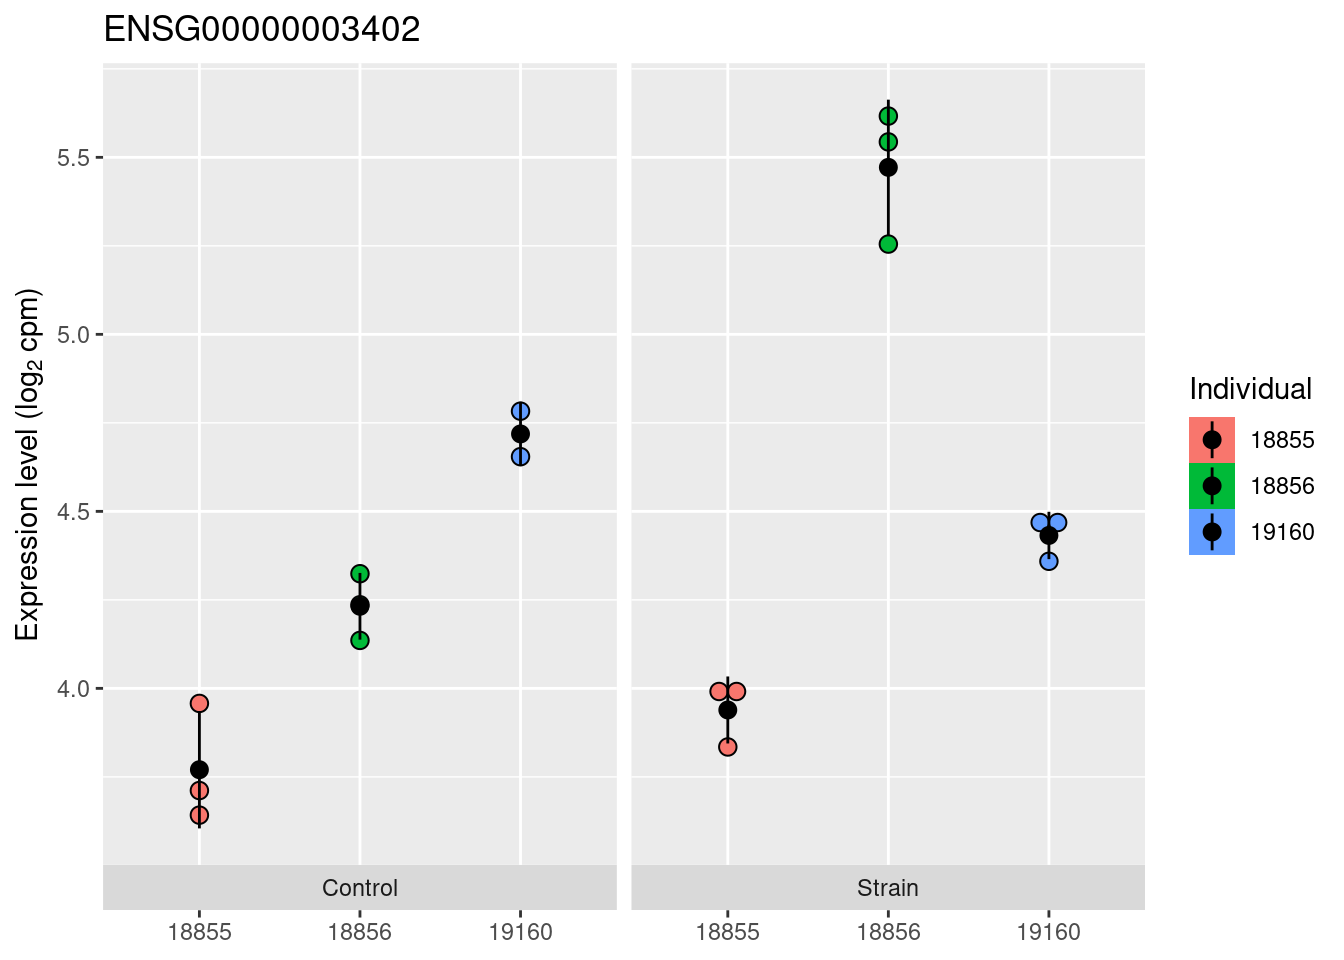 ENSG00000003402
Expression level (log₂ cpm)
5.5
5.0
4.5
4.0
Control
Strain
18855
18856
19160
18855
18856
19160
Individual
18855
18856
19160